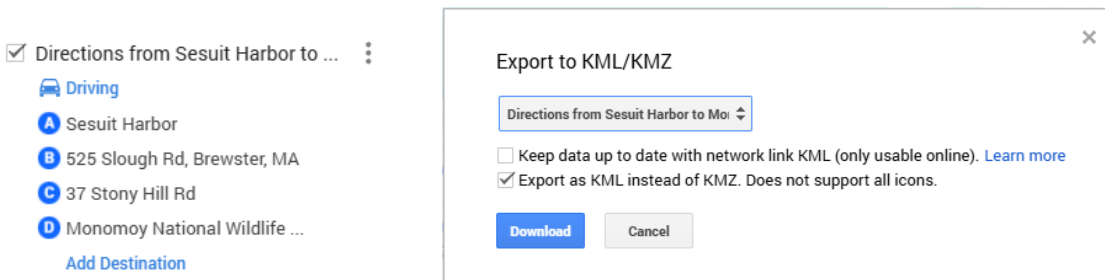 Directions from Sesuit Harbor to ...
Driving
A Sesuit Harbor
B 525 Slough Rd, Brewster, MA
C 37 Stony Hill Rd
D Monomoy National Wildlife ...
Add Destination
Export to KML/KMZ
Directions from Sesuit Harbor to Mo
Keep data up to date with network link KML (only usable online). Learn more
Export as KML instead of KMZ. Does not support all icons.
Download Cancel